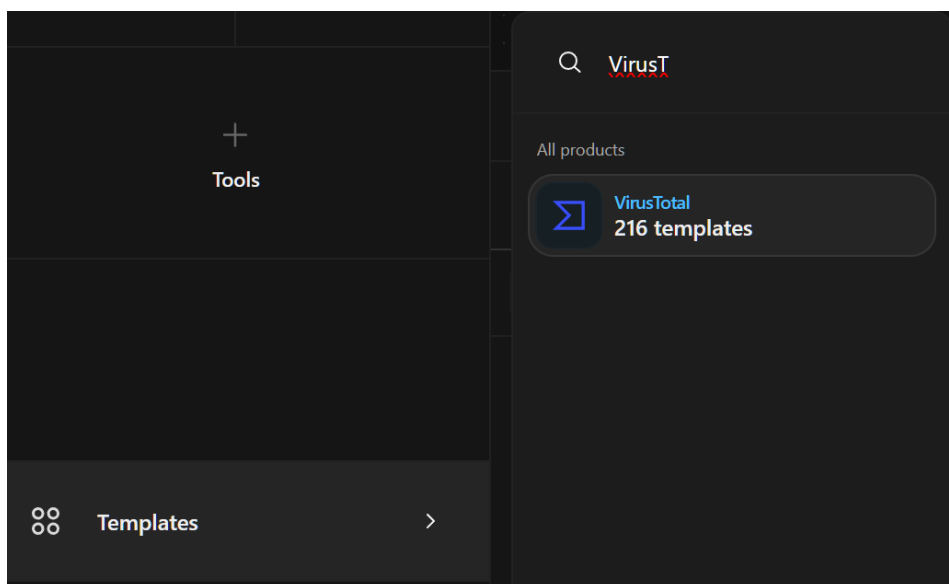 Tools
Templates
VirusT
All products
VirusTotal
216 templates